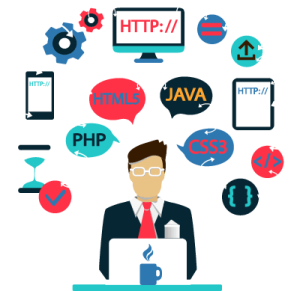 HTTP://
HTTP://
HTTP://
HTML5
JAVA
PHP
CSS3
</>
{ }